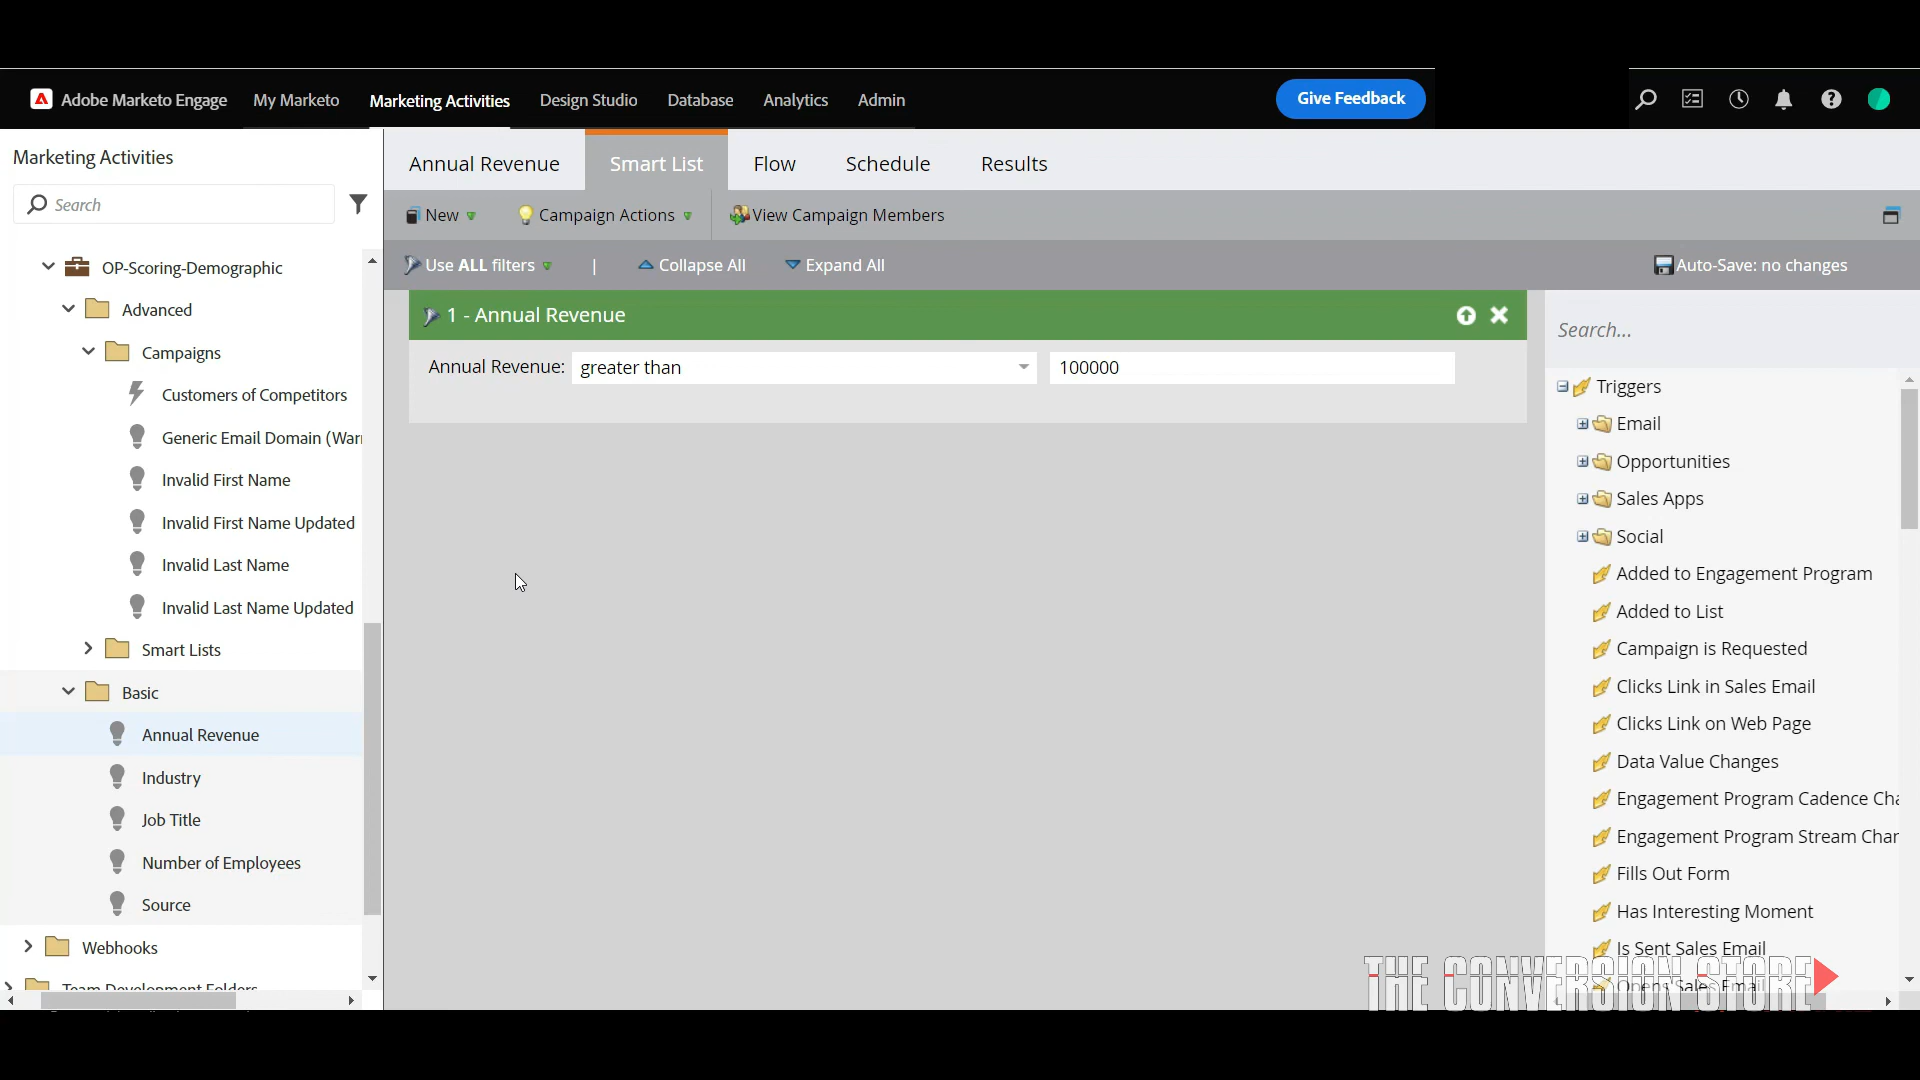 Adobe Marketo Engage
My Marketo
Marketing Activities
Design Studio
Database
Analytics
Admin
Give Feedback
Marketing Activities
Search
OP-Scoring-Demographic
Advanced
Campaigns
Customers of Competitors
Generic Email Domain (War
Invalid First Name
Invalid First Name Updated
Invalid Last Name
Invalid Last Name Updated
Smart Lists
Basic
Annual Revenue
Industry
Job Title
Number of Employees
Source
Webhooks
Team Development Folders
Annual Revenue
Smart List
Flow
Schedule
Results
New
Campaign Actions
View Campaign Members
Use ALL filters
|
Collapse All
Expand All
Auto-Save: no changes
1 - Annual Revenue
Annual Revenue:
greater than
100000
Search...
Triggers
Email
Opportunities
Sales Apps
Social
Added to Engagement Program
Added to List
Campaign is Requested
Clicks Link in Sales Email
Clicks Link on Web Page
Data Value Changes
Engagement Program Cadence Cha
Engagement Program Stream Char
Fills Out Form
Has Interesting Moment
Is Sent Sales Email
Opens Sales Email
THE CONVERSION STORE